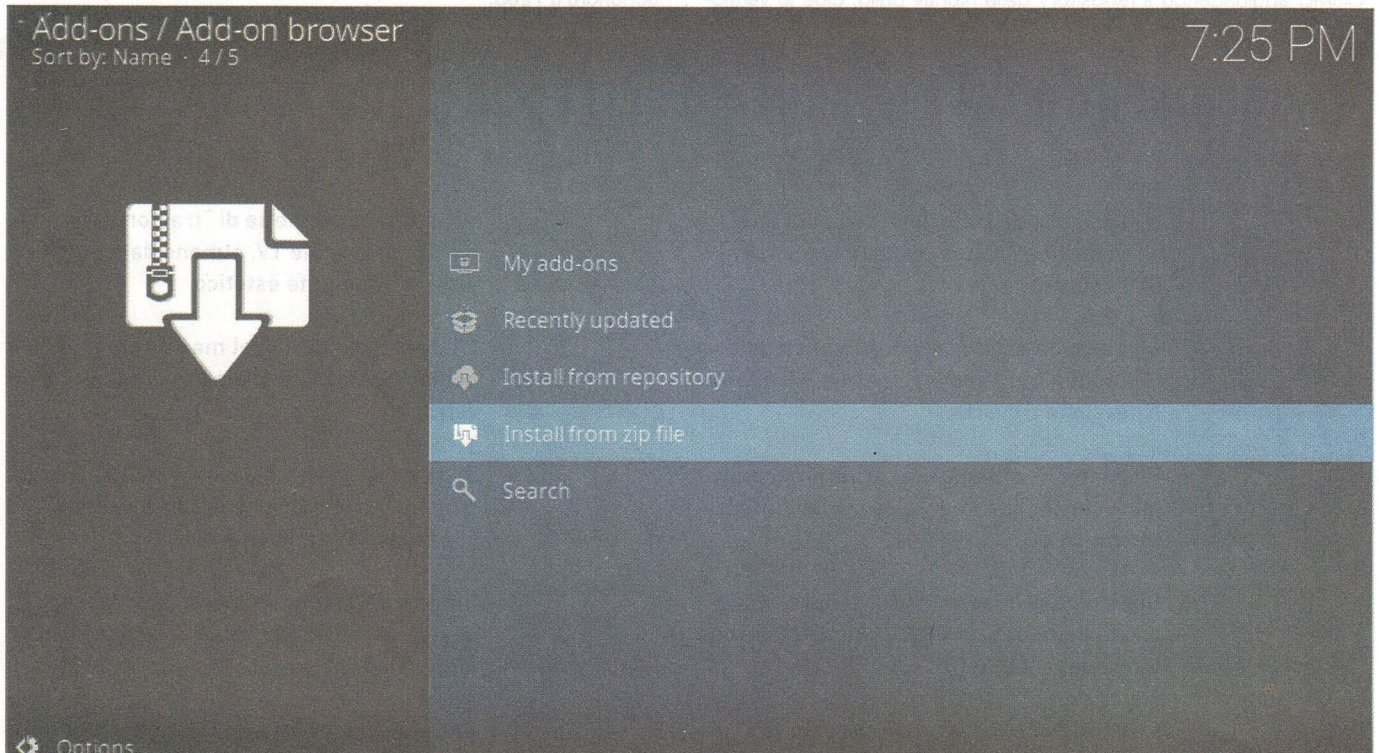 Add-ons / Add-on browser
Sort by: Name - 4 / 5
7:25 PM
My add-ons
Recently updated
Install from repository
Install from zip file
Search
Options